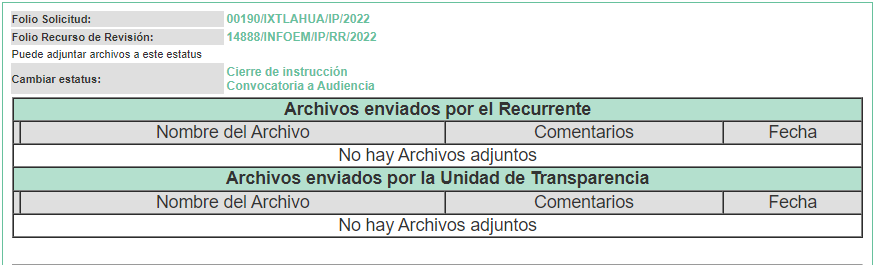 Folio Solicitud: 00190/IXTLAHUA/IP/2022
Folio Recurso de Revisión: 14888/INFOEM/IP/RR/2022
Puede adjuntar archivos a este estatus
Cambiar estatus: Cierre de instrucción
Convocatoria a Audiencia
Archivos enviados por el Recurrente
Nombre del Archivo Comentarios Fecha
No hay Archivos adjuntos
Archivos enviados por la Unidad de Transparencia
Nombre del Archivo Comentarios Fecha
No hay Archivos adjuntos